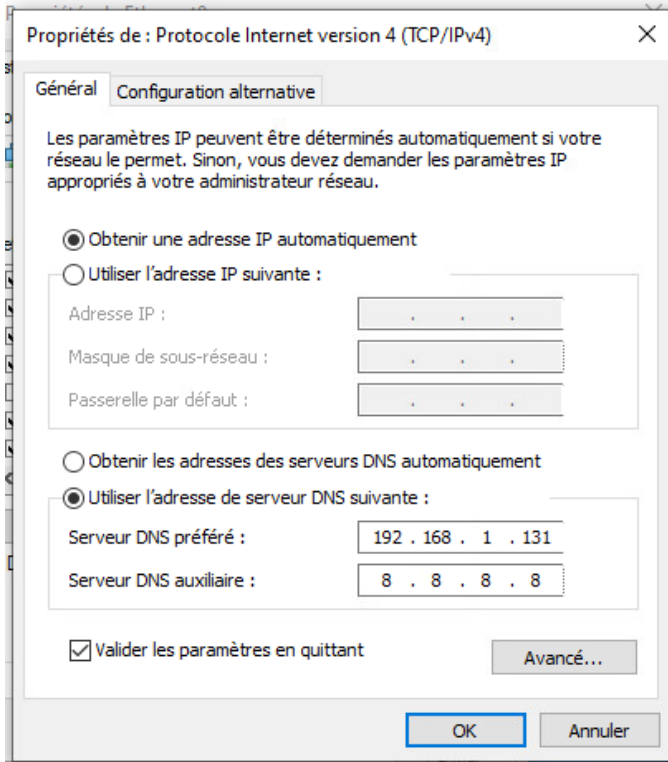 Propriétés de : Protocole Internet version 4 (TCP/IPv4)
Général
Configuration alternative
Les paramètres IP peuvent être déterminés automatiquement si votre
réseau le permet. Sinon, vous devez demander les paramètres IP
appropriés à votre administrateur réseau.
Obtenir une adresse IP automatiquement
Utiliser l'adresse IP suivante :
Adresse IP :
. . .
Masque de sous-réseau :
. . .
Passerelle par défaut :
. . .
Obtenir les adresses des serveurs DNS automatiquement
Utiliser l'adresse de serveur DNS suivante :
Serveur DNS préféré :
192 . 168 . 1 . 131
Serveur DNS auxiliaire :
8 . 8 . 8 . 8
Valider les paramètres en quittant
Avancé...
OK
Annuler